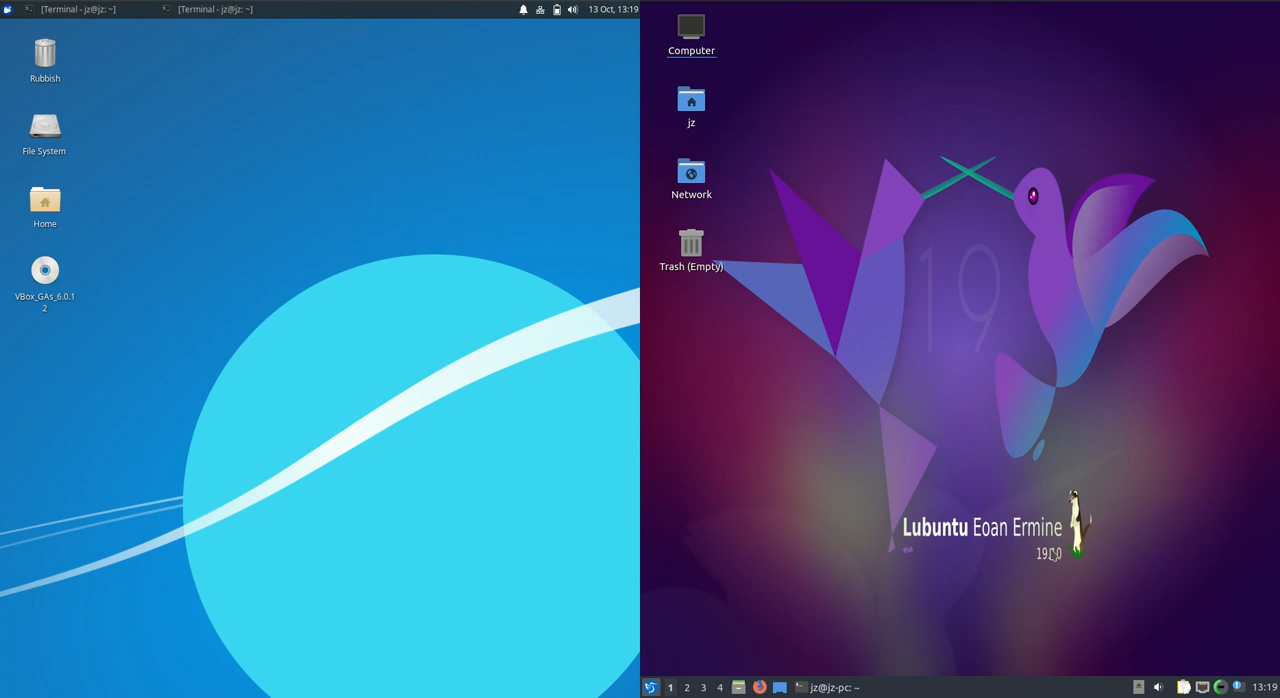 [Terminal - jz@jz: ~]
[Terminal - jz@jz: ~]
13 Oct, 13:19
Rubbish
File System
Home
VBox_GAs_6.0.1
2
Computer
jz
Network
Trash (Empty)
19
Lubuntu Eoan Ermine
1 2 3 4
jz@jz-pc: ~
13:19